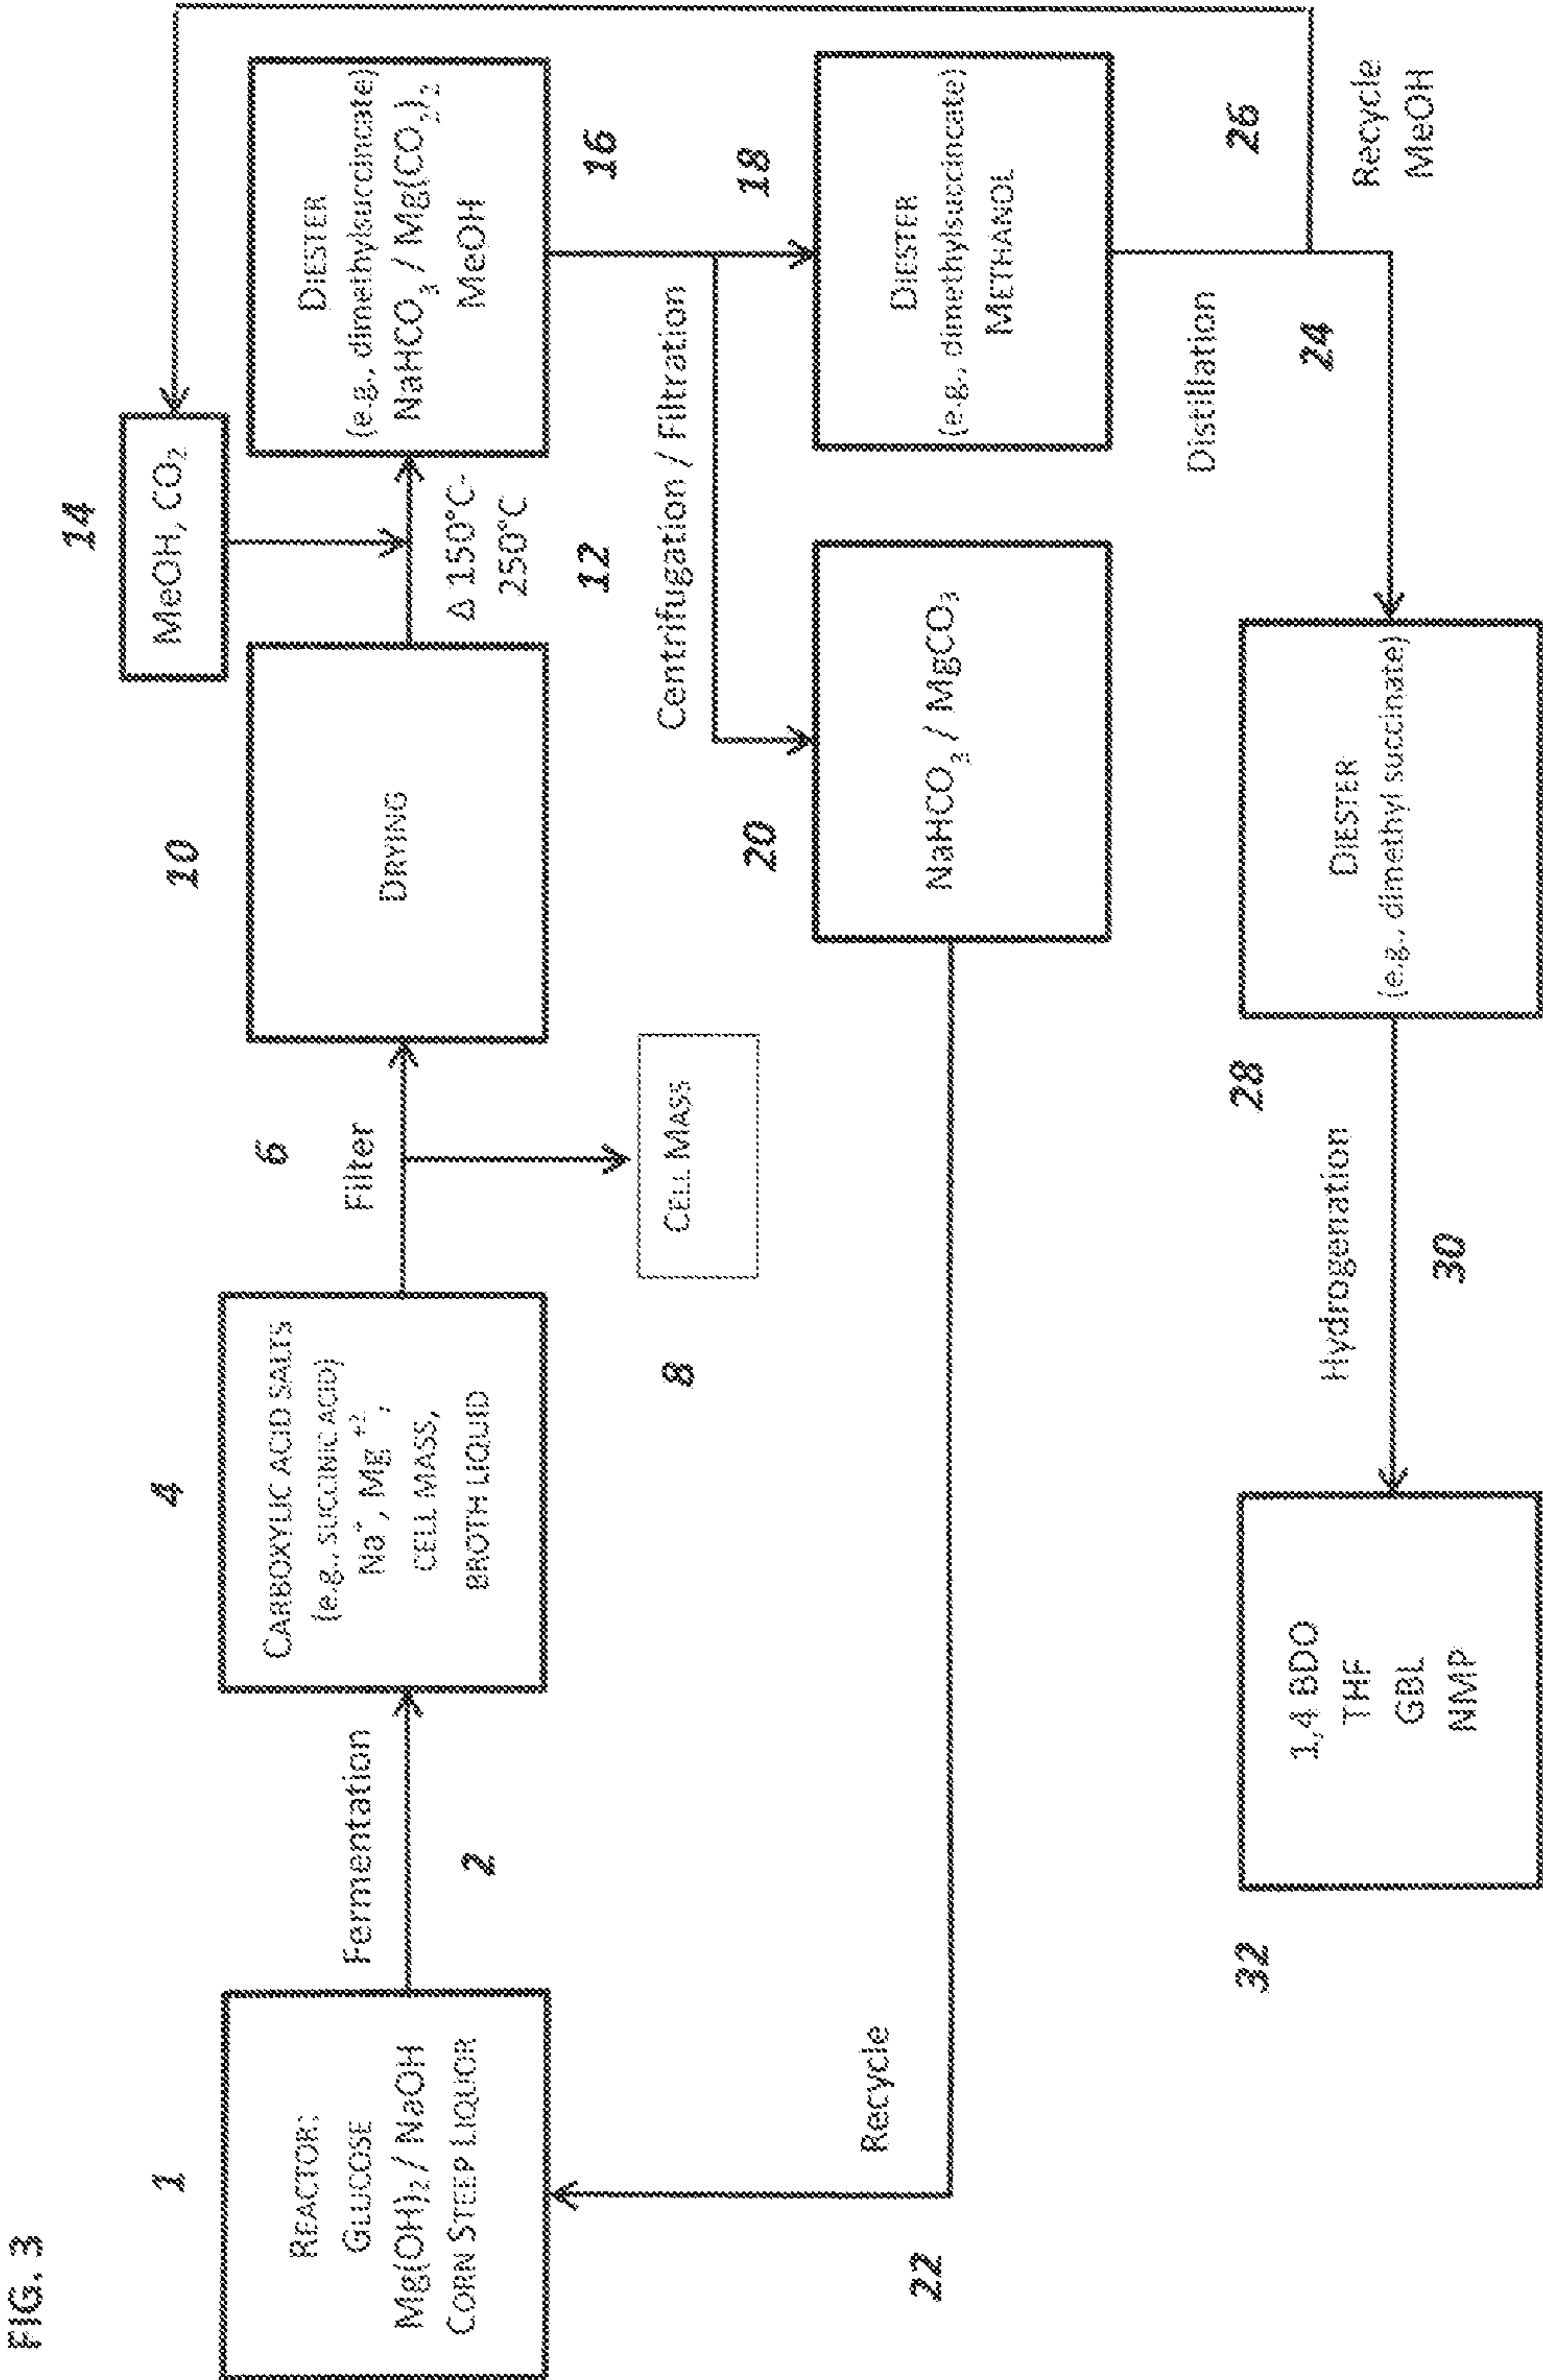 FIG. 3
1
REACTOR:
GLUCOSE
Mg(OH)₂ / NaOH
CORN STEEP LIQUOR
Fermentation
2
4
CARBOXYLIC ACID SALTS
(e.g., SUCCINIC ACID)
Na⁺, Mg⁺²,
CELL MASS,
BROTH LIQUID
6
Filter
8
CELL MASS
10
DRYING
14
MeOH, CO₂
Δ 150°C-
250°C
12
DIESTER
(e.g., dimethylsuccincate)
NaHCO₃ / Mg(CO₃)₂
MeOH
16
Centrifugation / Filtration
18
20
NaHCO₃ / MgCO₃
DIESTER
(e.g., dimethylsuccincate)
METHANOL
Recycle
22
Distillation
24
26
Recycle
MeOH
28
DIESTER
(e.g., dimethyl succinate)
Hydrogenation
30
32
1,4 BDO
THF
GBL
NMP